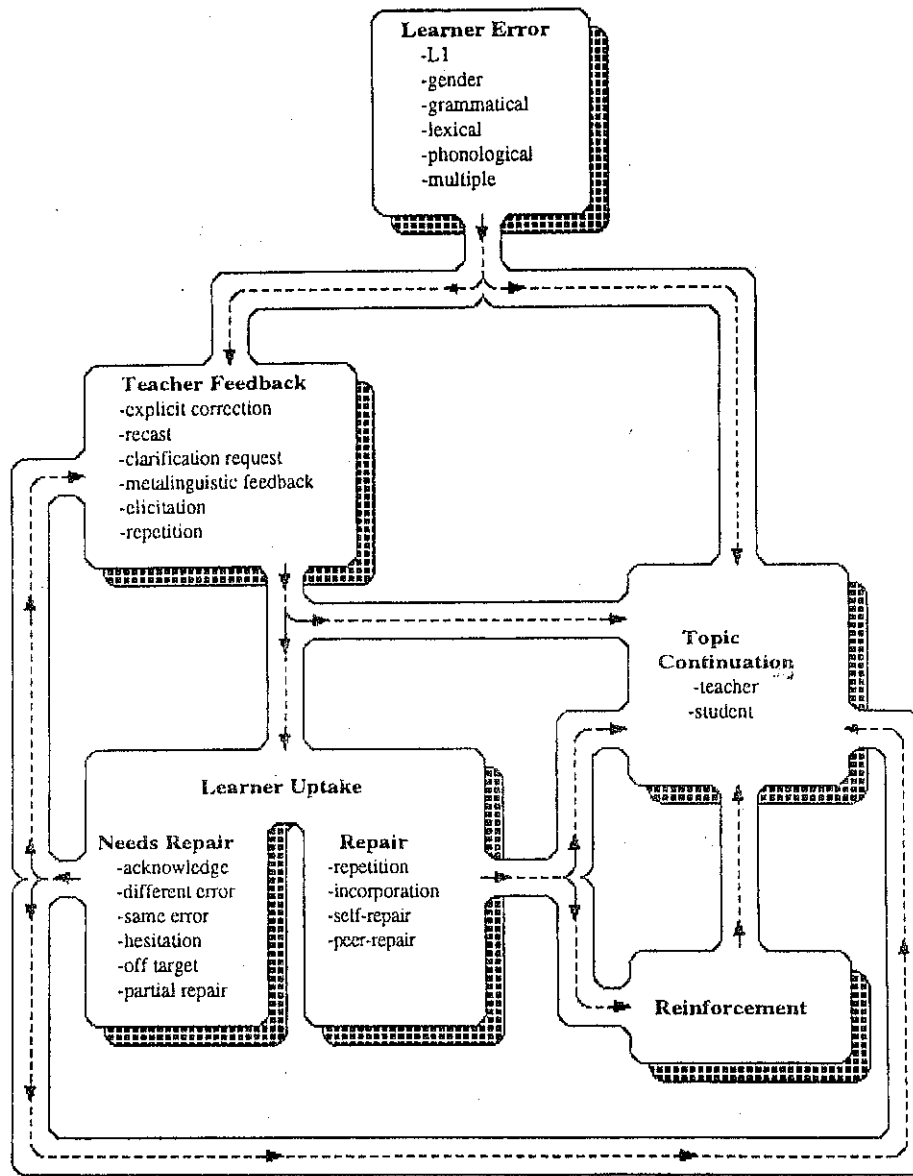 Learner Error
-L1
-gender
-grammatical
-lexical
-phonological
-multiple
Teacher Feedback
-explicit correction
-recast
-clarification request
-metalinguistic feedback
-elicitation
-repetition
Topic
Continuation
-teacher
-student
Learner Uptake
Needs Repair
-acknowledge
-different error
-same error
-hesitation
-off target
-partial repair
Repair
-repetition
-incorporation
-self-repair
-peer-repair
Reinforcement